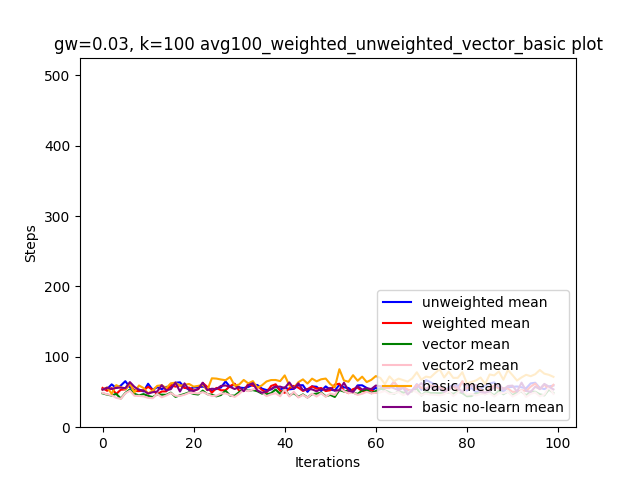 gw=0.03, k=100 avg100_weighted_unweighted_vector_basic plot
500
400
300
200
100
0
Steps
unweighted mean
weighted mean
vector mean
vector2 mean
basic mean
basic no-learn mean
0 20 40 60 80 100
Iterations